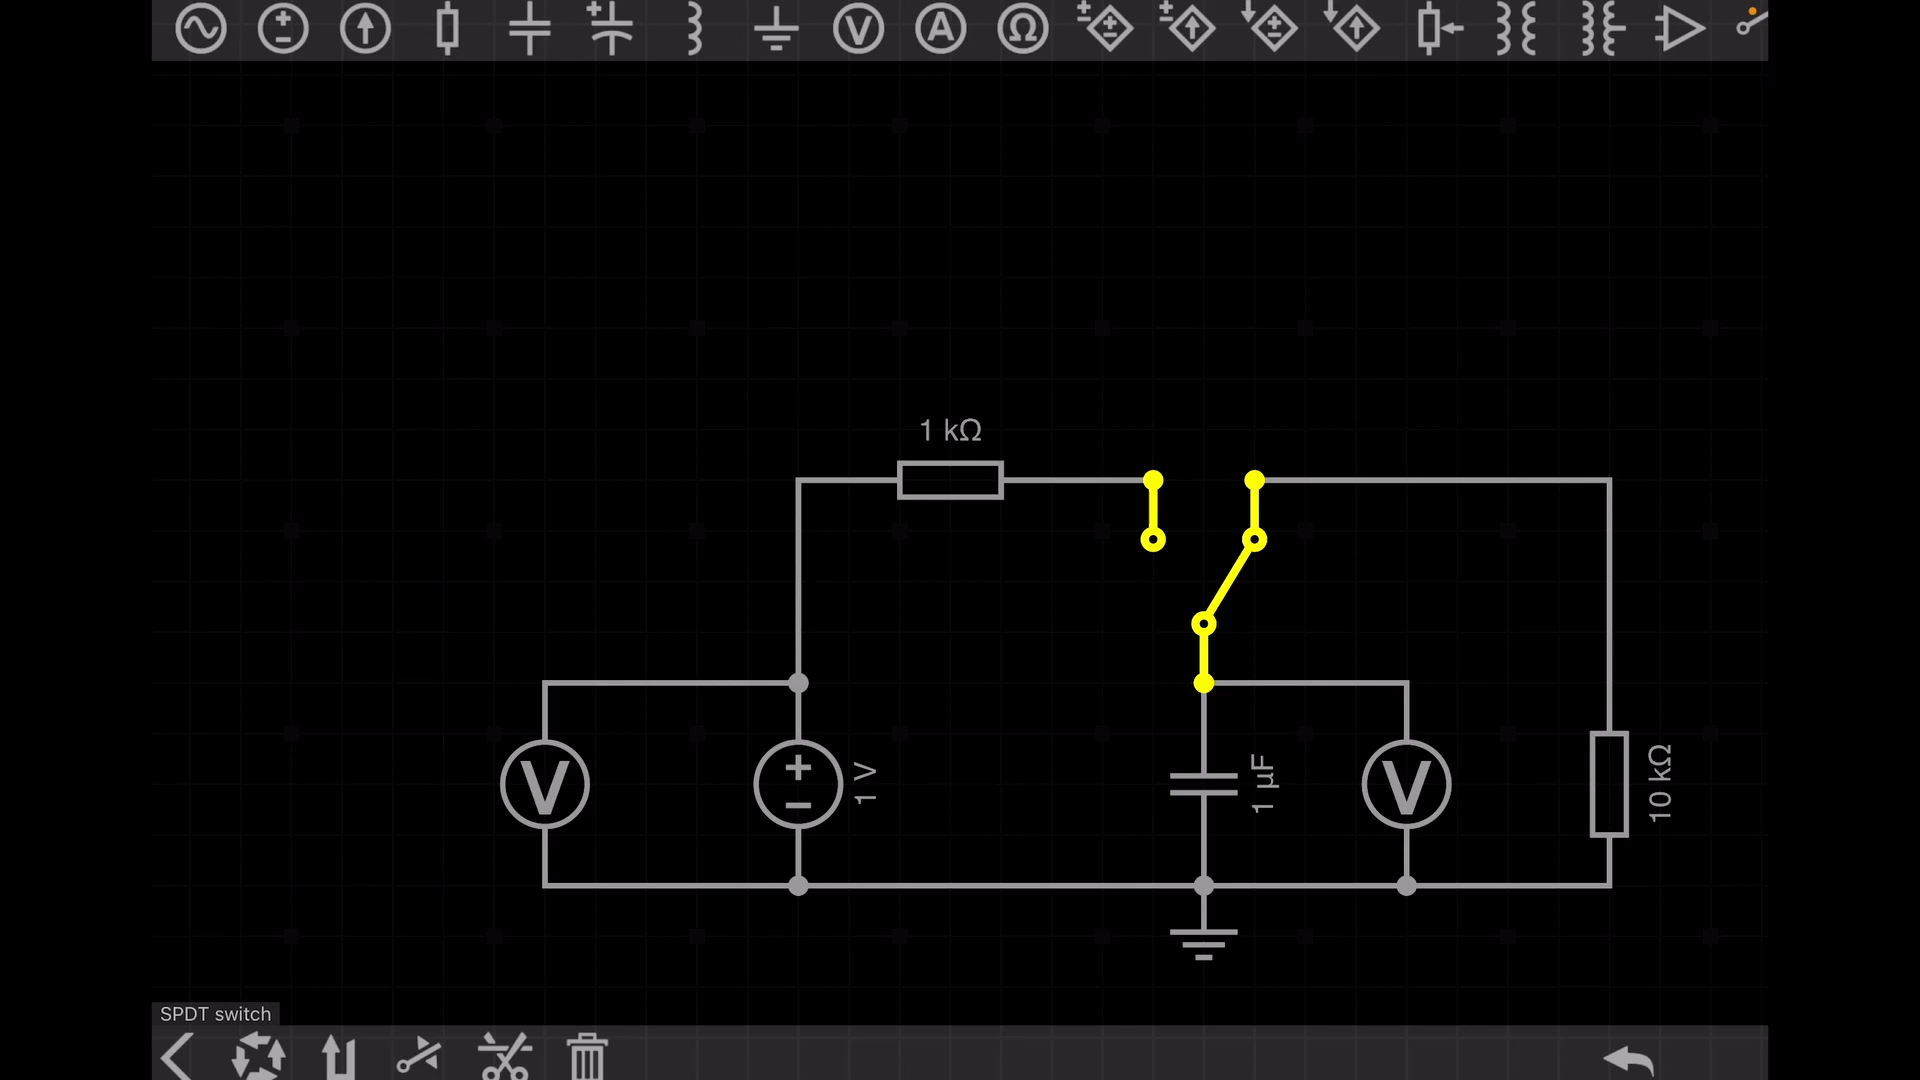 V A Ω
1 kΩ
V
1 V
1 µF
V
10 kΩ
SPDT switch